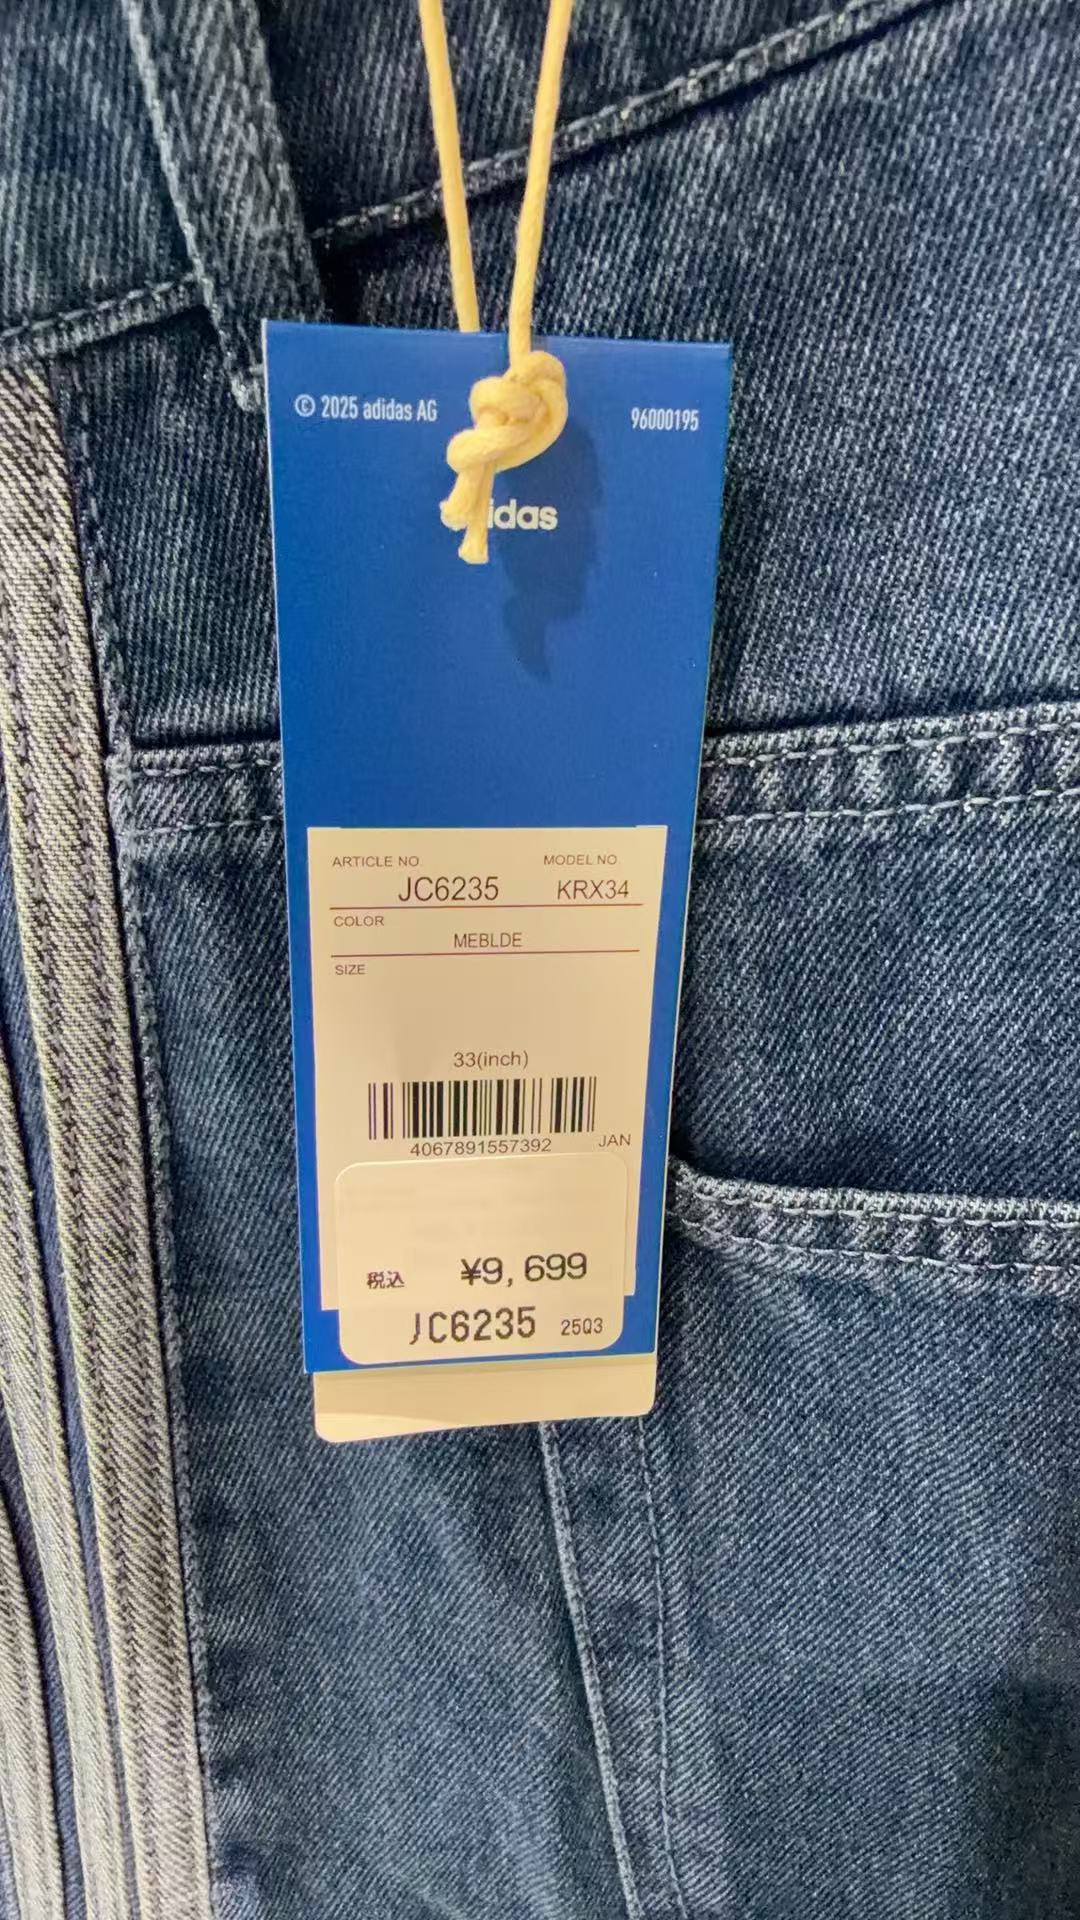 © 2025 adidas AG
96000195
idas
ARTICLE NO.
MODEL NO.
JC6235
KRX34
COLOR
MEBLDE
SIZE
33(inch)
4067891557392
JAN
税込 ¥9,699
JC6235 25Q3